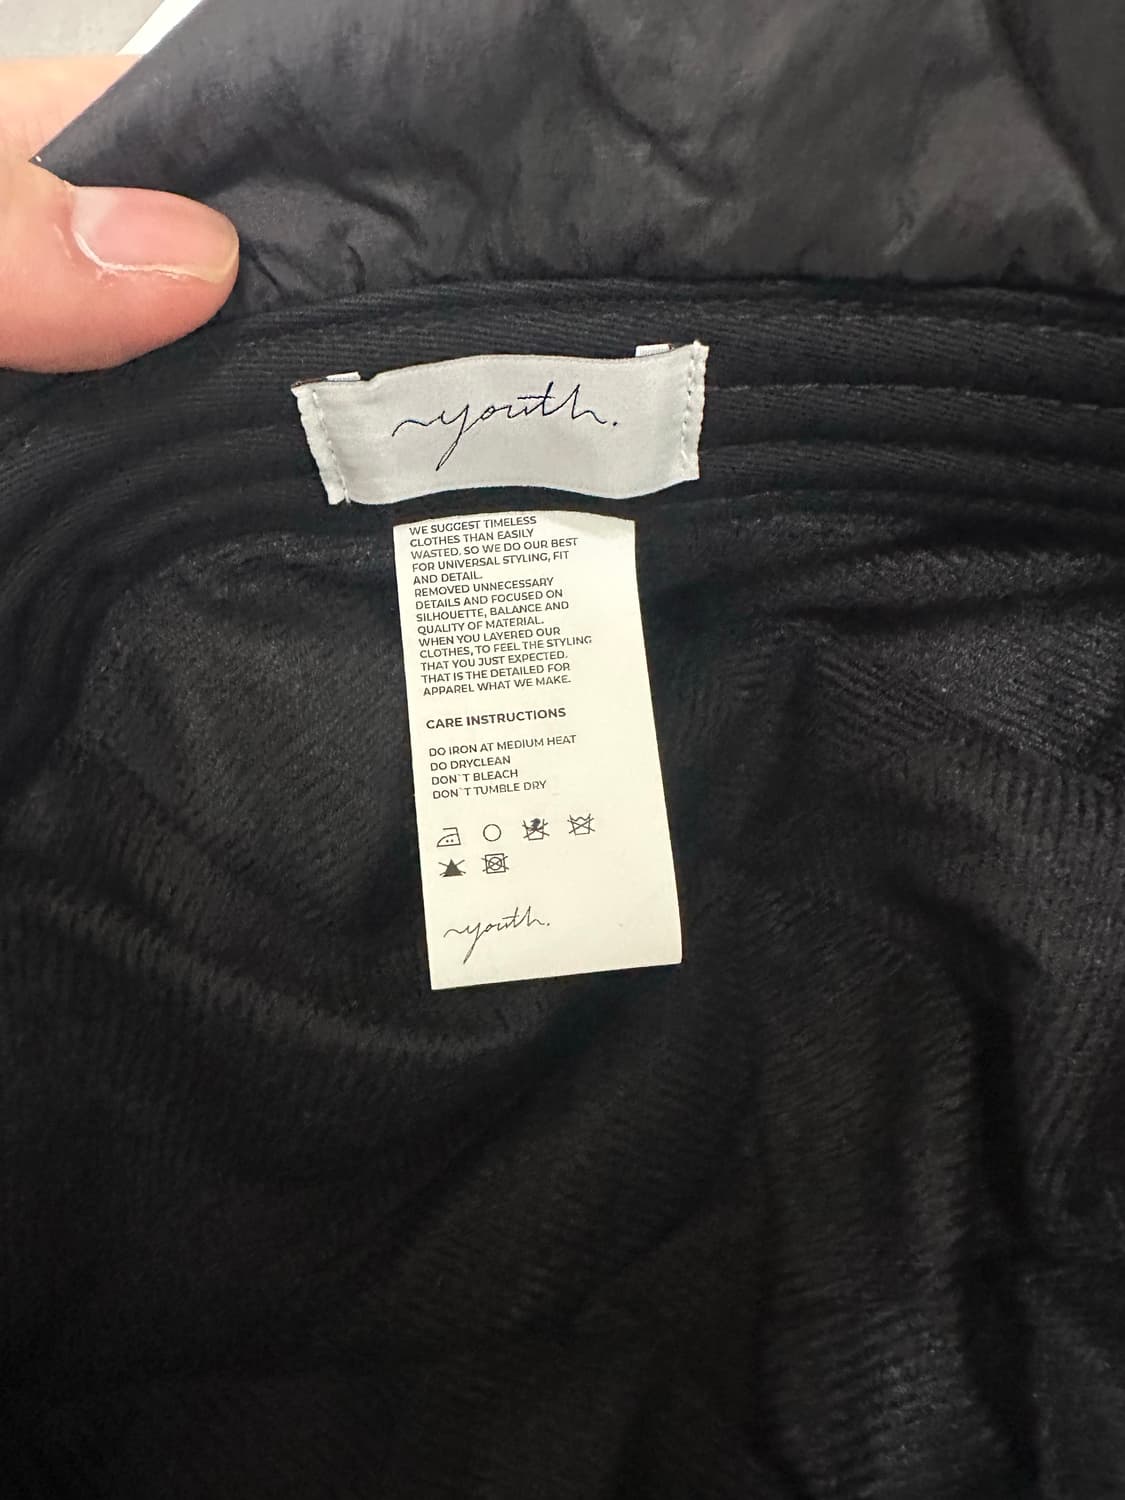 youth.
WE SUGGEST TIMELESS
CLOTHES THAN EASILY
WASTED. SO WE DO OUR BEST
FOR UNIVERSAL STYLING, FIT
AND DETAIL.
REMOVED UNNECESSARY
DETAILS AND FOCUSED ON
SILHOUETTE, BALANCE AND
QUALITY OF MATERIAL.
WHEN YOU LAYERED OUR
CLOTHES, TO FEEL THE STYLING
THAT YOU JUST EXPECTED.
THAT IS THE DETAILED FOR
APPAREL WHAT WE MAKE.
CARE INSTRUCTIONS
DO IRON AT MEDIUM HEAT
DO DRYCLEAN
DON`T BLEACH
DON`T TUMBLE DRY
youth.